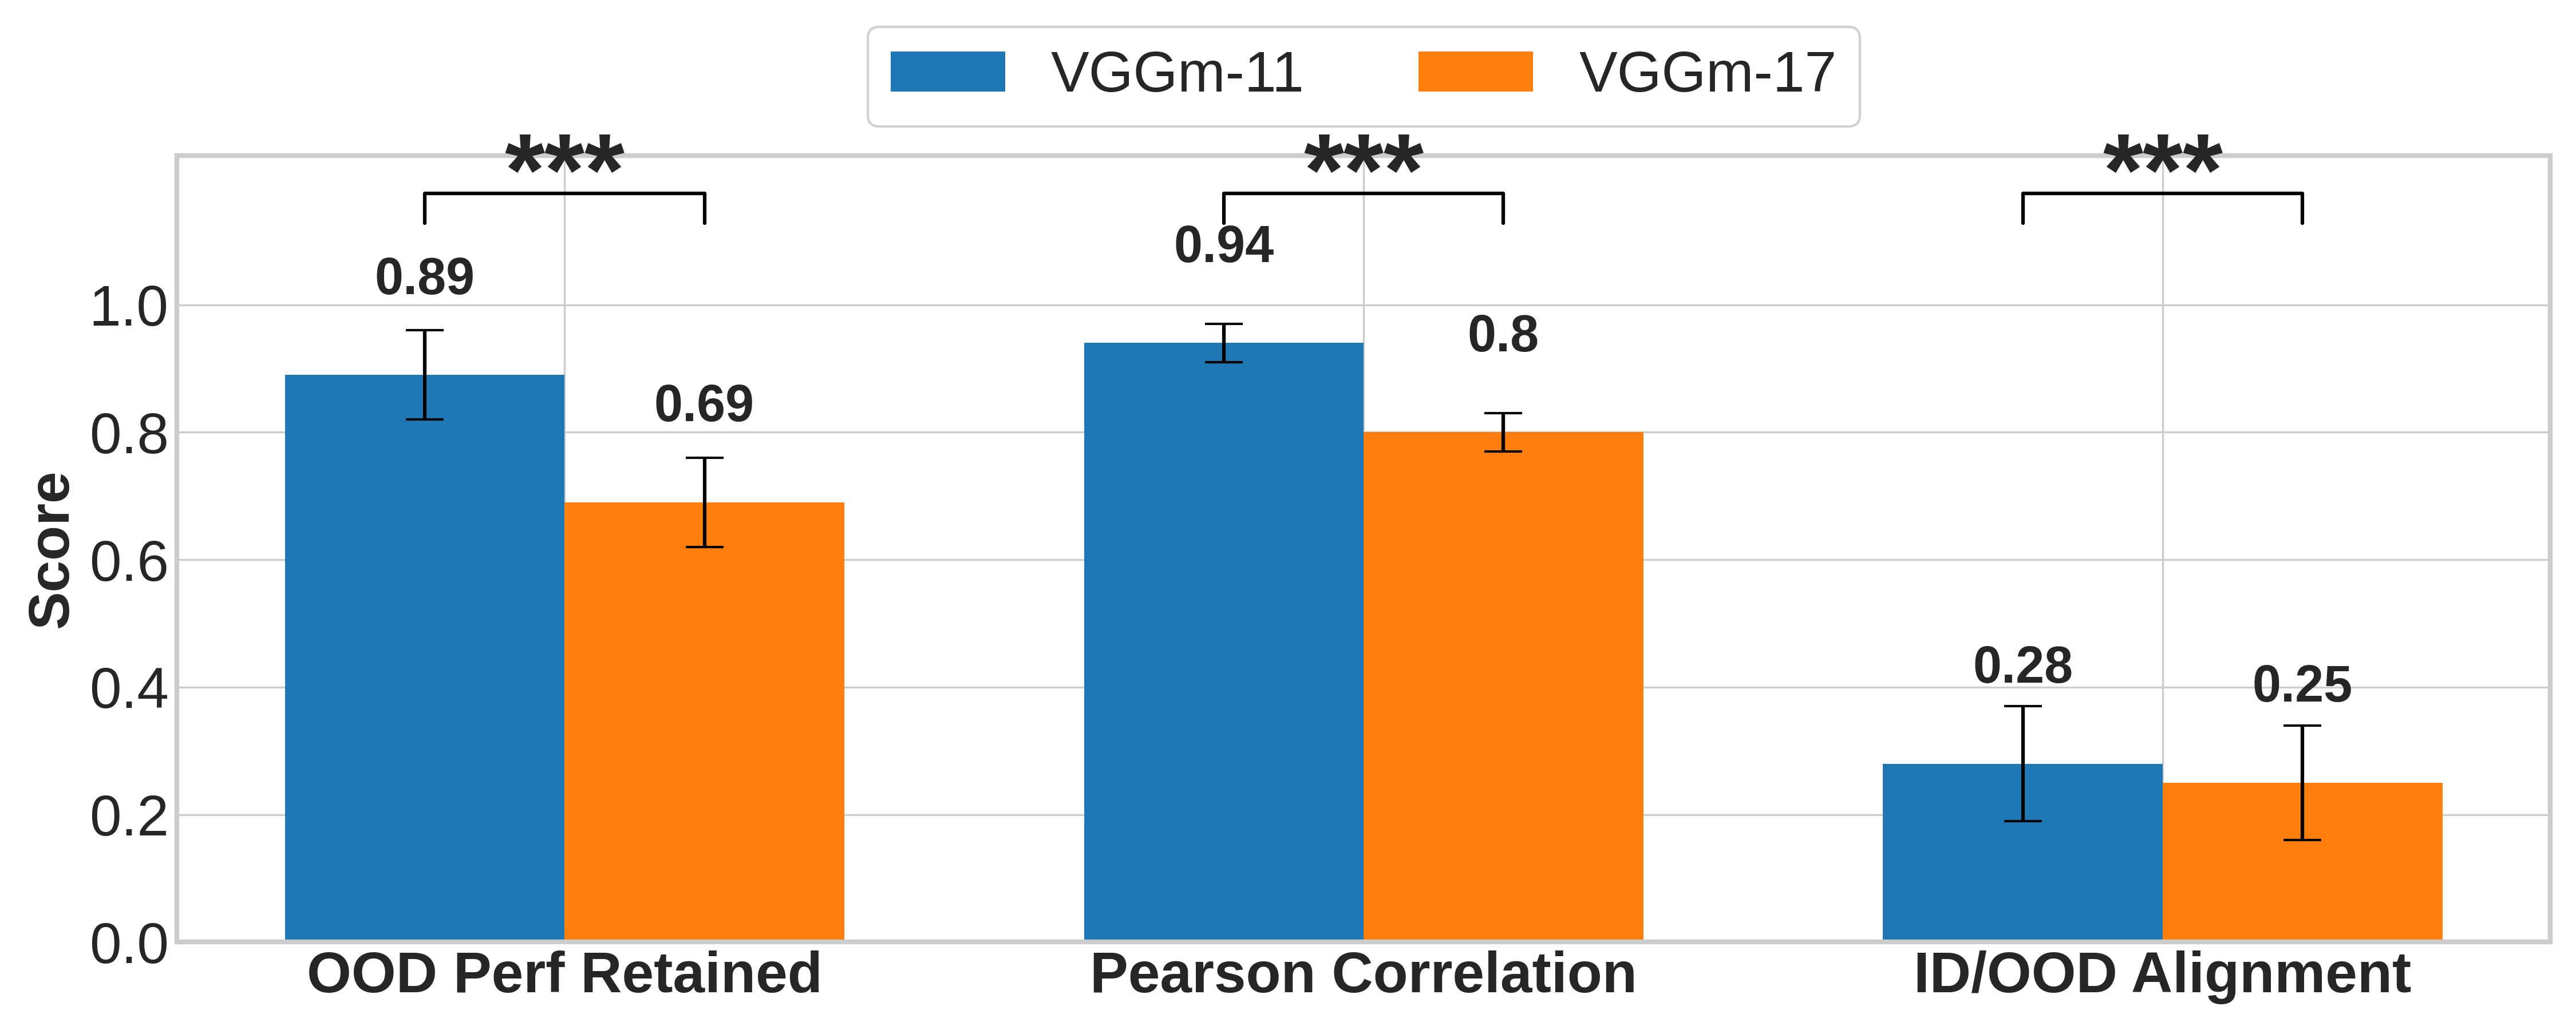 VGGm-11 VGGm-17
*** *** ***
0.89 0.69 0.94 0.8 0.28 0.25
Score
1.0
0.8
0.6
0.4
0.2
0.0
OOD Perf Retained Pearson Correlation ID/OOD Alignment